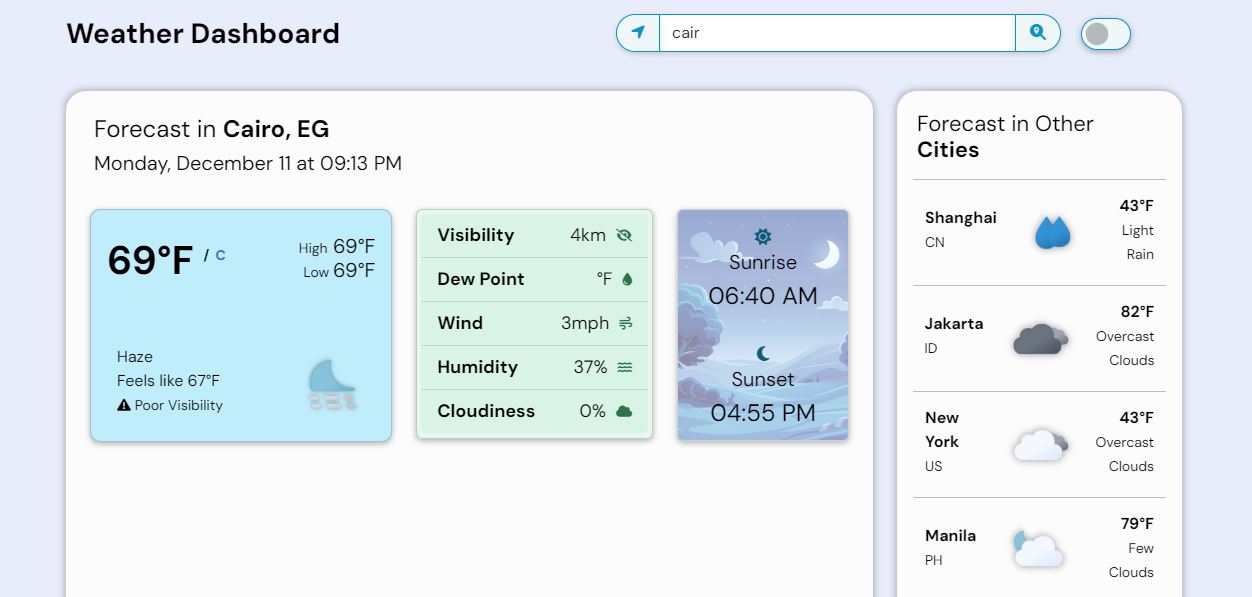 Weather Dashboard
cair
Forecast in Cairo, EG
Monday, December 11 at 09:13 PM
69°F / C
High 69°F
Low 69°F
Haze
Feels like 67°F
Poor Visibility
Visibility 4km
Dew Point °F
Wind 3mph
Humidity 37%
Cloudiness 0%
Sunrise
06:40 AM
Sunset
04:55 PM
Forecast in Other
Cities
Shanghai
CN
43°F
Light
Rain
Jakarta
ID
82°F
Overcast
Clouds
New
York
US
43°F
Overcast
Clouds
Manila
PH
79°F
Few
Clouds